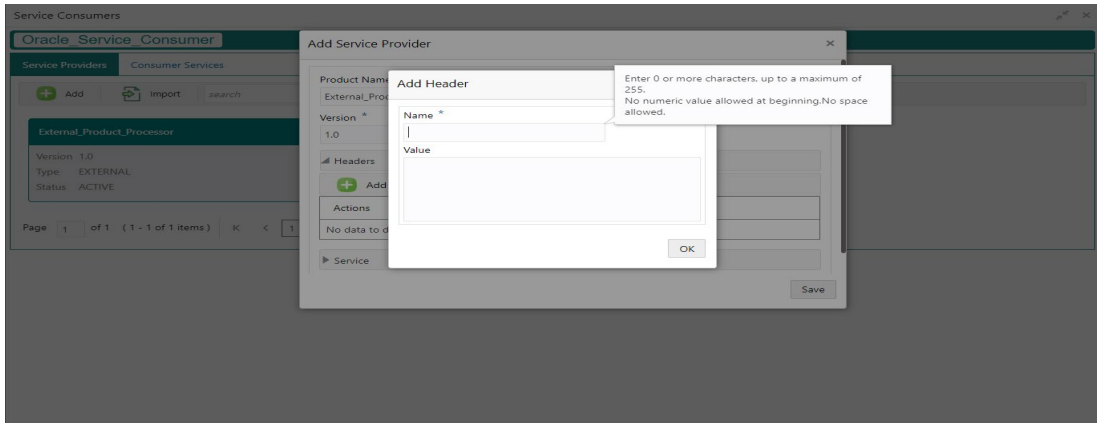 Service Consumers
Oracle_Service_Consumer
Service Providers
Consumer Services
Add
Import
search
External_Product_Processor
Version 1.0
Type EXTERNAL
Status ACTIVE
Page 1 of 1 ( 1 - 1 of 1 items ) K < 1
Add Service Provider
Product Name
External_Proc
Version *
1.0
Headers
Add
Actions
No data to d
Service
Save
Add Header
Name *
Value
OK
Enter 0 or more characters, up to a maximum of
255.
No numeric value allowed at beginning.No space
allowed.